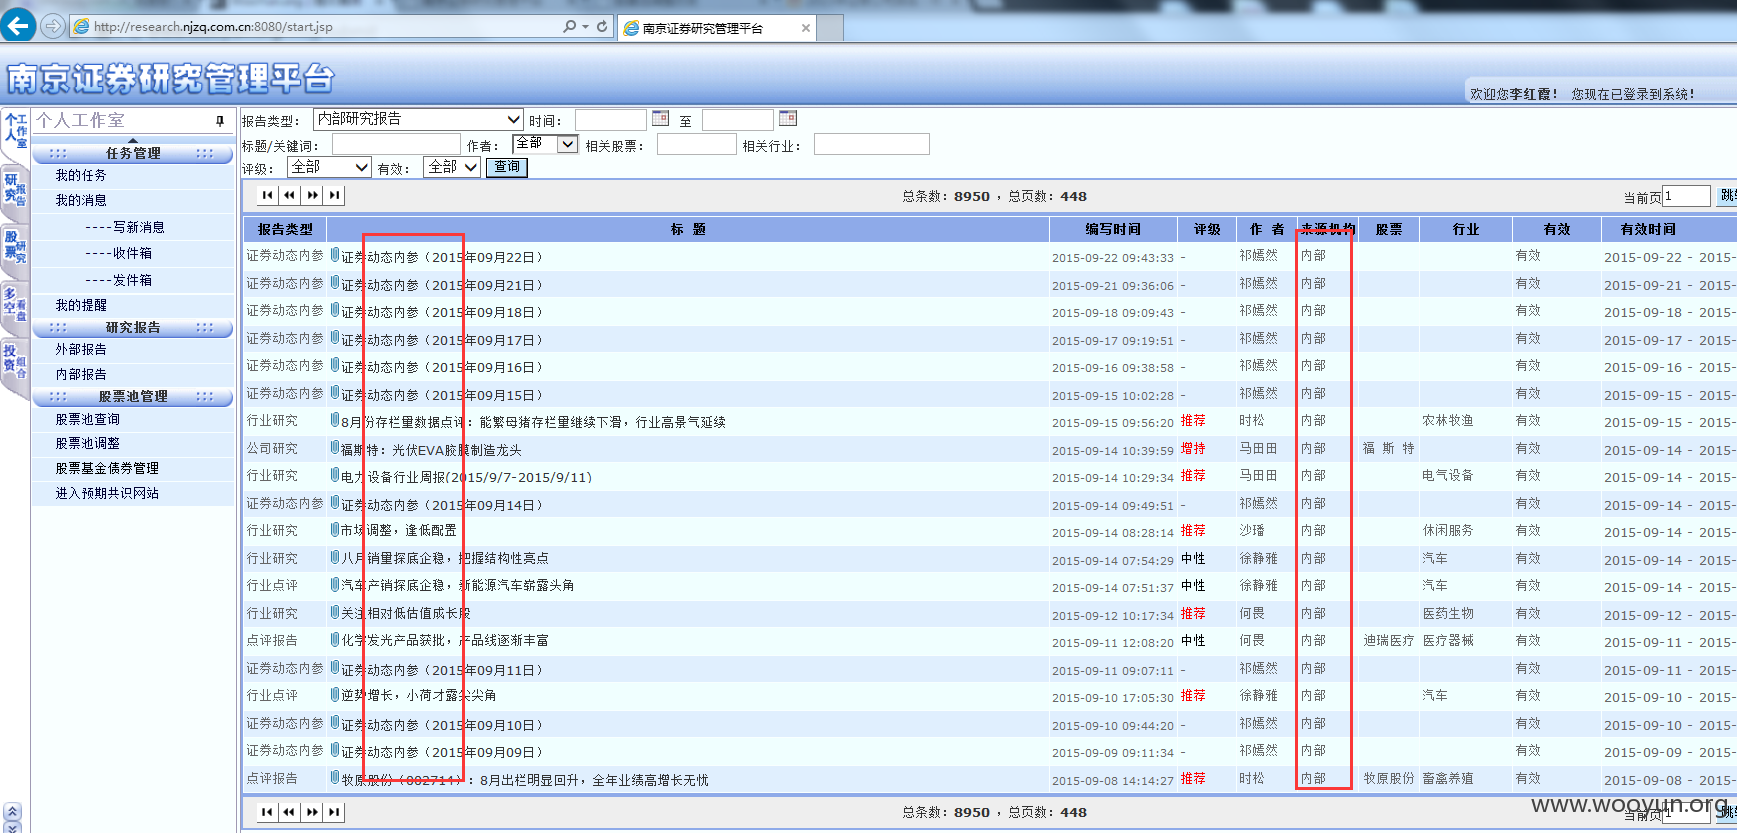 http://research.njzq.com.cn:8080/start.jsp
南京证券研究管理平台
南京证券研究管理平台
欢迎您李红霞！ 您现在已登录到系统！
个人工作室
研究报告
股票研究
多空看盘
投资组合
个人工作室
任务管理
我的任务
我的消息
----写新消息
----收件箱
----发件箱
我的提醒
研究报告
外部报告
内部报告
股票池管理
股票池查询
股票池调整
股票基金债券管理
进入预期共识网站
报告类型： 内部研究报告 时间： 至
标题/关键词： 作者： 全部 相关股票： 相关行业：
评级： 全部 有效： 全部 查询
总条数：8950 ，总页数：448 当前页 1
报告类型 标 题 编写时间 评级 作 者 来源机构 股票 行业 有效 有效时间
证券动态内参 证券动态内参（2015年09月22日） 2015-09-22 09:43:33 - 祁嫣然 内部 有效 2015-09-22 - 2015-
证券动态内参 证券动态内参（2015年09月21日） 2015-09-21 09:36:06 - 祁嫣然 内部 有效 2015-09-21 - 2015-
证券动态内参 证券动态内参（2015年09月18日） 2015-09-18 09:09:43 - 祁嫣然 内部 有效 2015-09-18 - 2015-
证券动态内参 证券动态内参（2015年09月17日） 2015-09-17 09:19:51 - 祁嫣然 内部 有效 2015-09-17 - 2015-
证券动态内参 证券动态内参（2015年09月16日） 2015-09-16 09:38:58 - 祁嫣然 内部 有效 2015-09-16 - 2015-
证券动态内参 证券动态内参（2015年09月15日） 2015-09-15 10:02:28 - 祁嫣然 内部 有效 2015-09-15 - 2015-
行业研究 8月份存栏量数据点评：能繁母猪存栏量继续下滑，行业高景气延续 2015-09-15 09:56:20 推荐 时松 内部 农林牧渔 有效 2015-09-15 - 2015-
公司研究 福斯特：光伏EVA胶膜制造龙头 2015-09-14 10:39:59 增持 马田田 内部 福 斯 特 有效 2015-09-14 - 2015-
行业研究 电力设备行业周报(2015/9/7-2015/9/11) 2015-09-14 10:29:34 推荐 马田田 内部 电气设备 有效 2015-09-14 - 2015-
证券动态内参 证券动态内参（2015年09月14日） 2015-09-14 09:49:51 - 祁嫣然 内部 有效 2015-09-14 - 2015-
行业研究 市场调整，逢低配置 2015-09-14 08:28:14 推荐 沙璠 内部 休闲服务 有效 2015-09-14 - 2015-
行业研究 八月销量探底企稳，把握结构性亮点 2015-09-14 07:54:29 中性 徐静雅 内部 汽车 有效 2015-09-14 - 2015-
行业点评 汽车产销探底企稳，新能源汽车崭露头角 2015-09-14 07:51:37 中性 徐静雅 内部 汽车 有效 2015-09-14 - 2015-
行业研究 关注相对低估值成长股 2015-09-12 10:17:34 推荐 何畏 内部 医药生物 有效 2015-09-12 - 2015-
点评报告 化学发光产品获批，产品线逐渐丰富 2015-09-11 12:08:20 中性 何畏 内部 迪瑞医疗 医疗器械 有效 2015-09-11 - 2015-
证券动态内参 证券动态内参（2015年09月11日） 2015-09-11 09:07:11 - 祁嫣然 内部 有效 2015-09-11 - 2015-
行业点评 逆势增长，小荷才露尖尖角 2015-09-10 17:05:30 推荐 徐静雅 内部 汽车 有效 2015-09-10 - 2015-
证券动态内参 证券动态内参（2015年09月10日） 2015-09-10 09:44:20 - 祁嫣然 内部 有效 2015-09-10 - 2015-
证券动态内参 证券动态内参（2015年09月09日） 2015-09-09 09:11:34 - 祁嫣然 内部 有效 2015-09-09 - 2015-
点评报告 牧原股份（002714）：8月出栏明显回升，全年业绩高增长无忧 2015-09-08 14:14:27 推荐 时松 内部 牧原股份 畜禽养殖 有效 2015-09-08 - 2015-
总条数：8950 ，总页数：448 当前页 1
www.wooyun.org